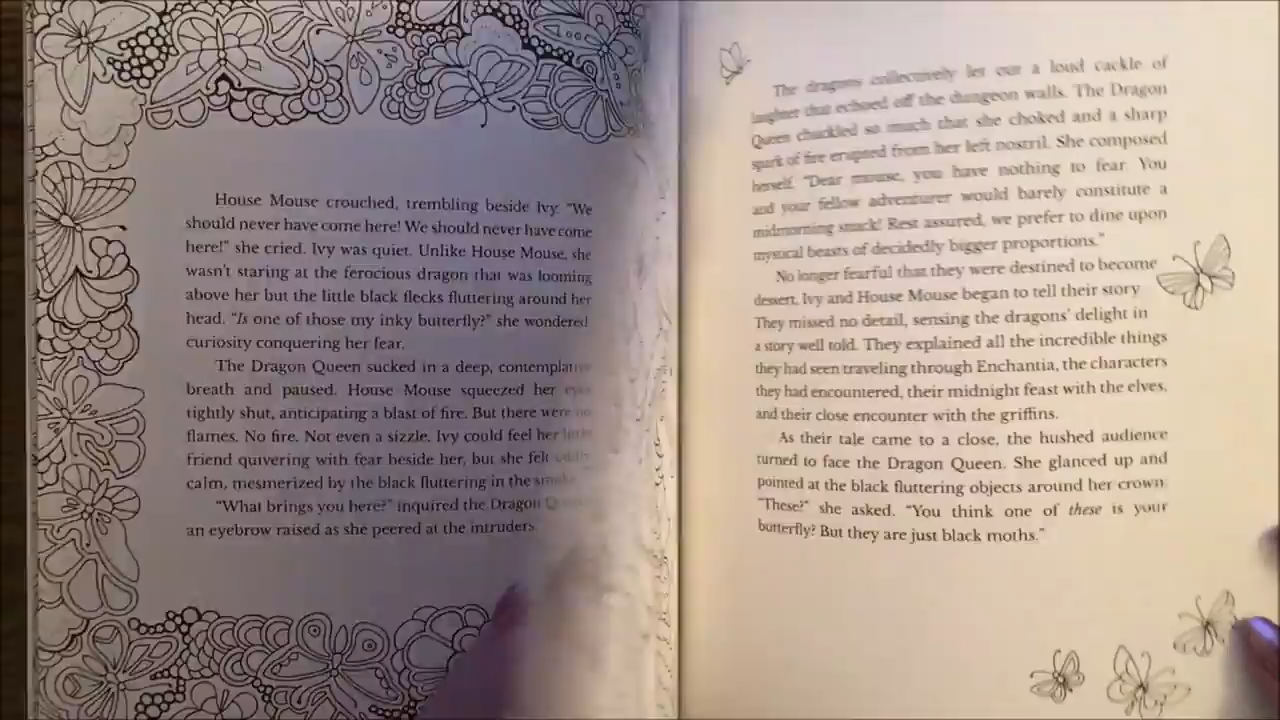 House Mouse crouched, trembling beside Ivy. "We
should never have come here! We should never have come
here!" she cried. Ivy was quiet. Unlike House Mouse, she
wasn't staring at the ferocious dragon that was looming
above her but the little black flecks fluttering around her
head. "Is one of those my inky butterfly?" she wondered
curiosity conquering her fear.
The Dragon Queen sucked in a deep, contemplative
breath and paused. House Mouse squeezed her eyes
tightly shut, anticipating a blast of fire. But there were no
flames. No fire. Not even a sizzle. Ivy could feel her little
friend quivering with fear beside her, but she felt oddly
calm, mesmerized by the black fluttering in the smoke.
"What brings you here?" inquired the Dragon Queen
an eyebrow raised as she peered at the intruders.
The dragons collectively let out a loud cackle of
laughter that echoed off the dungeon walls. The Dragon
Queen chuckled so much that she choked and a sharp
spark of fire erupted from her left nostril. She composed
herself. "Dear mouse, you have nothing to fear. You
and your fellow adventurer would barely constitute a
midmorning snack! Rest assured, we prefer to dine upon
mystical beasts of decidedly bigger proportions."
No longer fearful that they were destined to become
dessert, Ivy and House Mouse began to tell their story
They missed no detail, sensing the dragons' delight in
a story well told. They explained all the incredible things
they had seen traveling through Enchantia, the characters
they had encountered, their midnight feast with the elves,
and their close encounter with the griffins.
As their tale came to a close, the hushed audience
turned to face the Dragon Queen. She glanced up and
pointed at the black fluttering objects around her crown.
"These?" she asked. "You think one of these is your
butterfly? But they are just black moths."